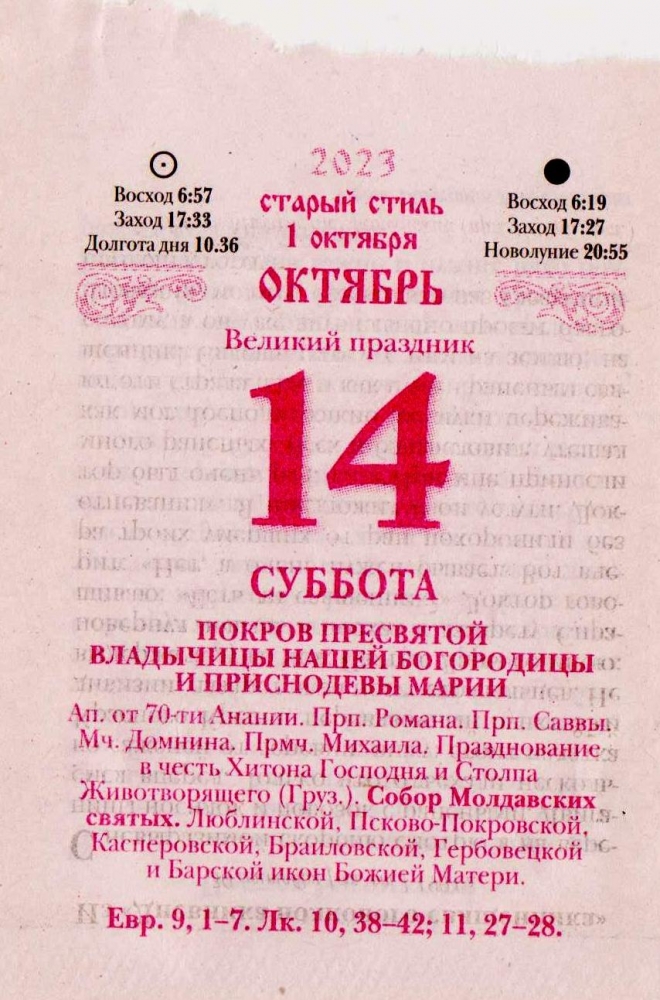 2023
Восход 6:57
Заход 17:33
Долгота дня 10.36
старый стиль
1 октября
ОКТЯБРЬ
Восход 6:19
Заход 17:27
Новолуние 20:55
Великий праздник
14
СУББОТА
ПОКРОВ ПРЕСВЯТОЙ
ВЛАДЫЧИЦЫ НАШЕЙ БОГОРОДИЦЫ
И ПРИСНОДЕВЫ МАРИИ
Ап. от 70-ти Анании. Прп. Романа. Прп. Саввы.
Мч. Домнина. Прмч. Михаила. Празднование
в честь Хитона Господня и Столпа
Животворящего (Груз.). Собор Молдавских
святых. Люблинской, Псково-Покровской,
Касперовской, Браиловской, Гербовецкой
и Барской икон Божией Матери.
Евр. 9, 1–7. Лк. 10, 38–42; 11, 27–28.